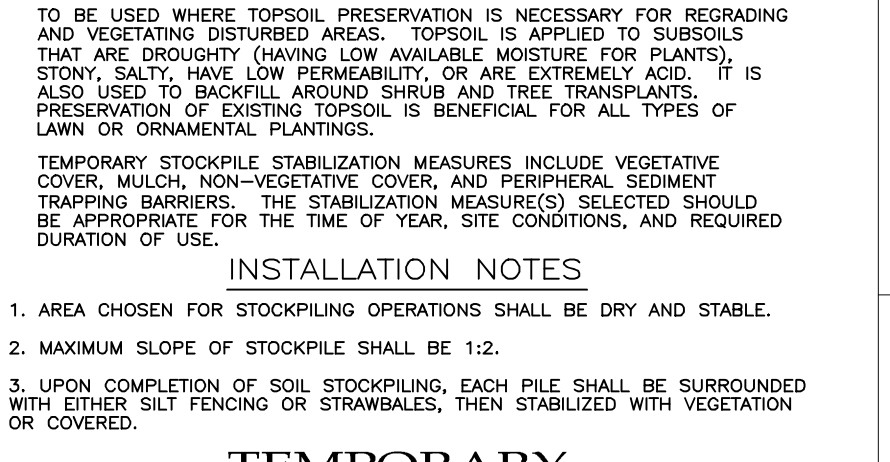 TO BE USED WHERE TOPSOIL PRESERVATION IS NECESSARY FOR REGRADING
AND VEGETATING DISTURBED AREAS. TOPSOIL IS APPLIED TO SUBSOILS
THAT ARE DROUGHTY (HAVING LOW AVAILABLE MOISTURE FOR PLANTS),
STONY, SALTY, HAVE LOW PERMEABILITY, OR ARE EXTREMELY ACID. IT IS
ALSO USED TO BACKFILL AROUND SHRUB AND TREE TRANSPLANTS.
PRESERVATION OF EXISTING TOPSOIL IS BENEFICIAL FOR ALL TYPES OF
LAWN OR ORNAMENTAL PLANTINGS.
TEMPORARY STOCKPILE STABILIZATION MEASURES INCLUDE VEGETATIVE
COVER, MULCH, NON-VEGETATIVE COVER, AND PERIPHERAL SEDIMENT
TRAPPING BARRIERS. THE STABILIZATION MEASURE(S) SELECTED SHOULD
BE APPROPRIATE FOR THE TIME OF YEAR, SITE CONDITIONS, AND REQUIRED
DURATION OF USE.
INSTALLATION NOTES
1. AREA CHOSEN FOR STOCKPILING OPERATIONS SHALL BE DRY AND STABLE.
2. MAXIMUM SLOPE OF STOCKPILE SHALL BE 1:2.
3. UPON COMPLETION OF SOIL STOCKPILING, EACH PILE SHALL BE SURROUNDED
WITH EITHER SILT FENCING OR STRAWBALES, THEN STABILIZED WITH VEGETATION
OR COVERED.
TEMPORARY